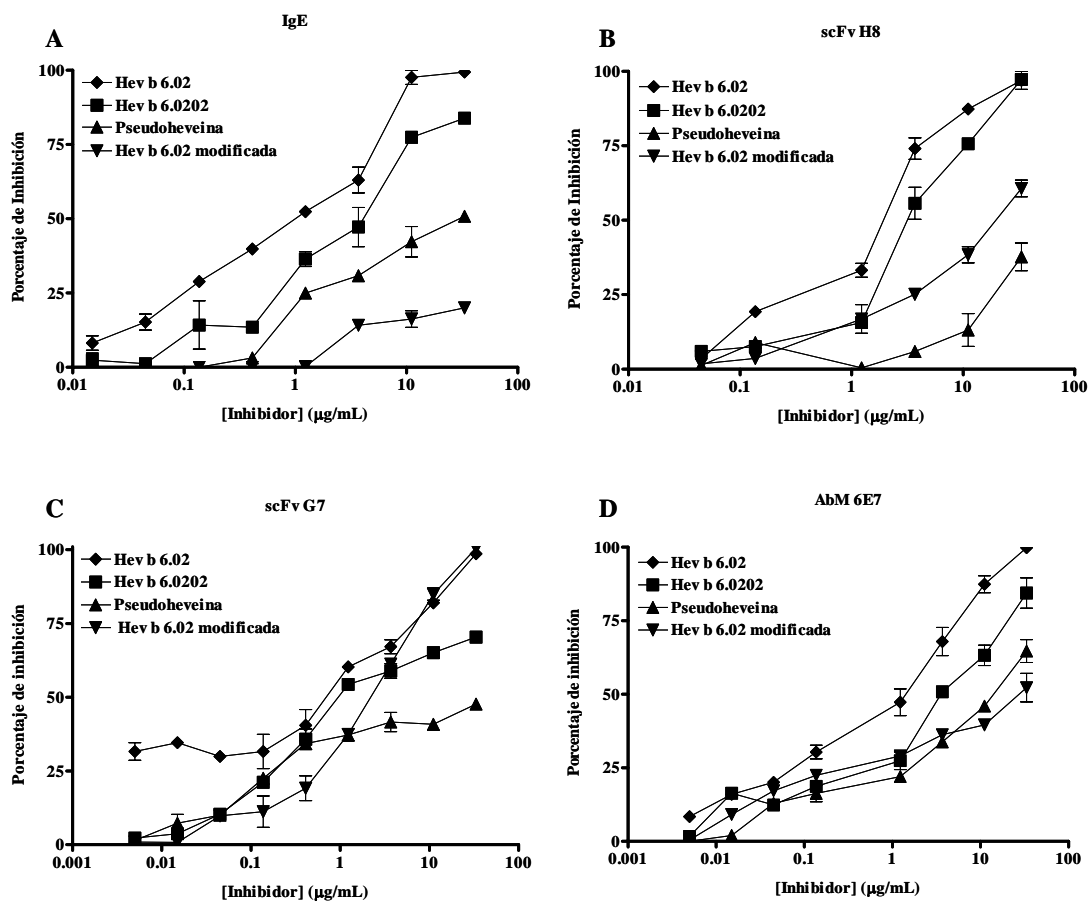 A
IgE
Hev b 6.02
Hev b 6.0202
Pseudoheveina
Hev b 6.02 modificada
100
75
50
25
0
0.01 0.1 1 10 100
Porcentaje de Inhibición
[Inhibidor] (µg/mL)
B
scFv H8
Hev b 6.02
Hev b 6.0202
Pseudoheveina
Hev b 6.02 modificada
100
75
50
25
0
0.01 0.1 1 10 100
Porcentaje de Inhibición
[Inhibidor] (µg/mL)
C
scFv G7
Hev b 6.02
Hev b 6.0202
Pseudoheveina
Hev b 6.02 modificada
100
75
50
25
0
0.001 0.01 0.1 1 10 100
Porcentaje de inhibición
[Inhibidor] (µg/mL)
D
AbM 6E7
Hev b 6.02
Hev b 6.0202
Pseudoheveina
Hev b 6.02 modificada
100
75
50
25
0
0.001 0.01 0.1 1 10 100
Porcentaje de inhibición
[Inhibidor] (µg/mL)